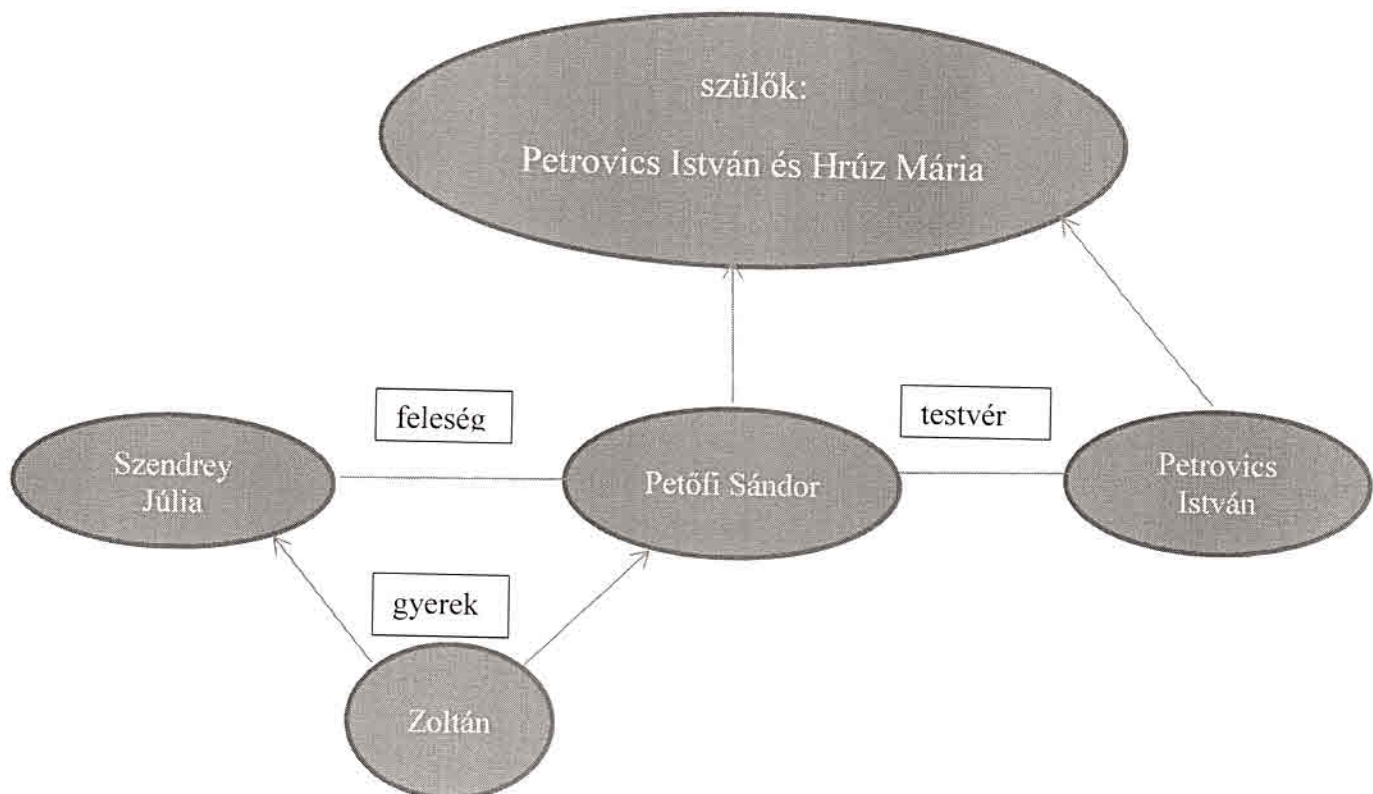 szülők:
Petrovics István és Hrúz Mária
feleség
testvér
Szendrey
Júlia
Petőfi Sándor
Petrovics
István
gyerek
Zoltán